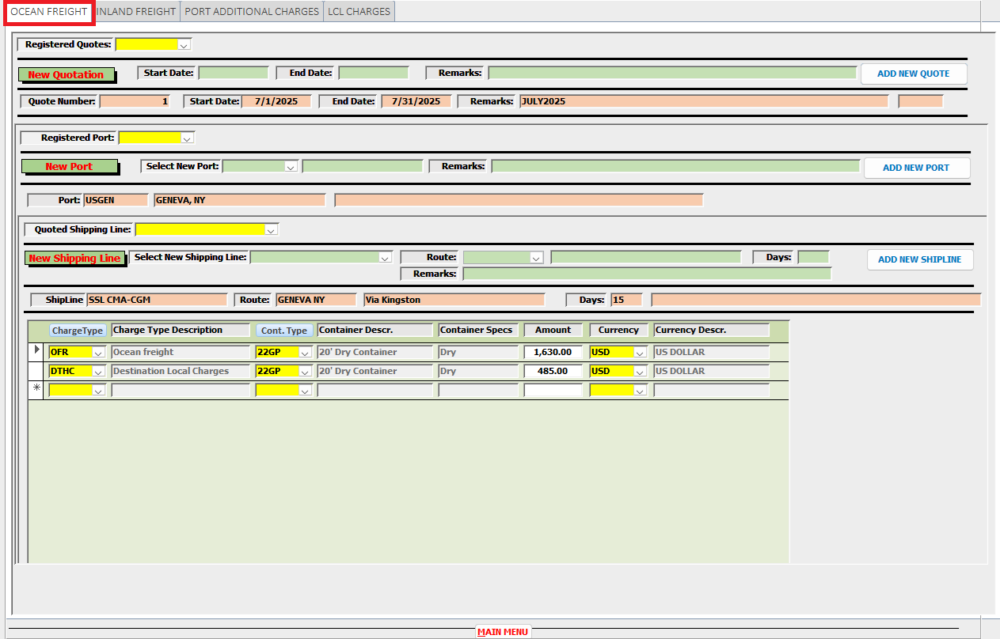 OCEAN FREIGHT INLAND FREIGHT PORT ADDITIONAL CHARGES LCL CHARGES
Registered Quotes:
New Quotation Start Date: End Date: Remarks: ADD NEW QUOTE
Quote Number: 1 Start Date: 7/1/2025 End Date: 7/31/2025 Remarks: JULY2025
Registered Port:
New Port Select New Port: Remarks: ADD NEW PORT
Port: USGEN GENEVA, NY
Quoted Shipping Line:
New Shipping Line Select New Shipping Line: Route: Days: ADD NEW SHIPLINE
Remarks:
ShipLine SSL CMA-CGM Route: GENEVA NY Via Kingston Days: 15
ChargeType Charge Type Description Cont. Type Container Descr. Container Specs Amount Currency Currency Descr.
OFR Ocean freight 22GP 20' Dry Container Dry 1,630.00 USD US DOLLAR
DTHC Destination Local Charges 22GP 20' Dry Container Dry 485.00 USD US DOLLAR
*
MAIN MENU